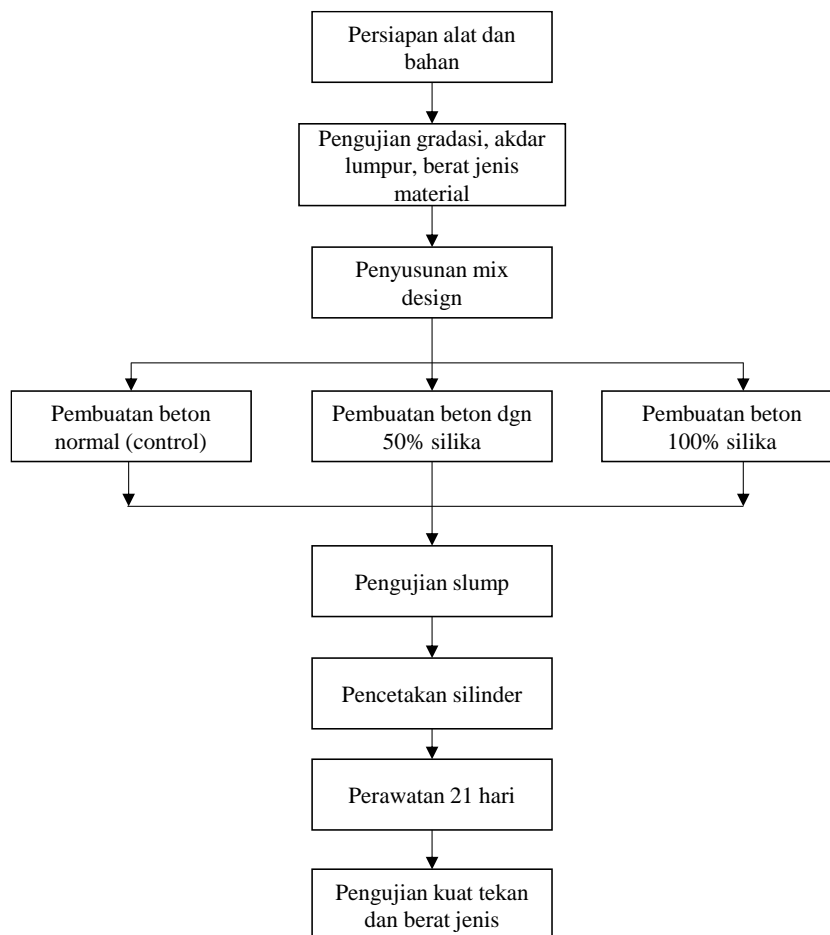 Persiapan alat dan
bahan
Pengujian gradasi, akdar
lumpur, berat jenis
material
Penyusunan mix
design
Pembuatan beton
normal (control)
Pembuatan beton dgn
50% silika
Pembuatan beton
100% silika
Pengujian slump
Pencetakan silinder
Perawatan 21 hari
Pengujian kuat tekan
dan berat jenis